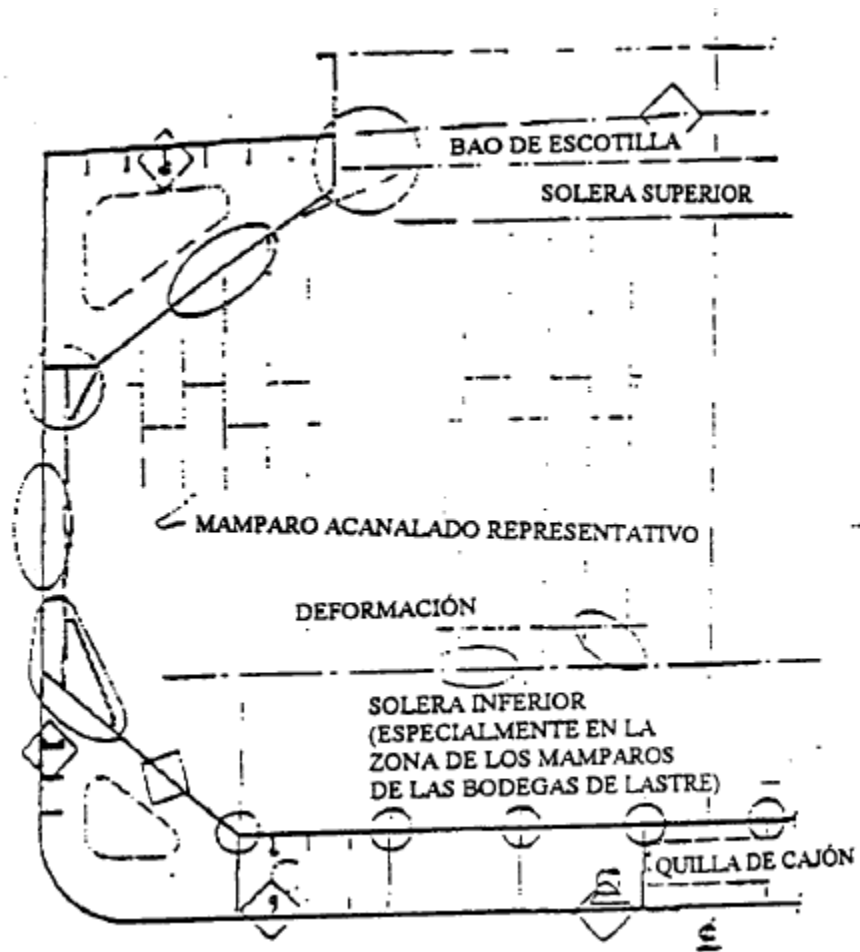 BAO DE ESCOTILLA
SOLERA SUPERIOR
MAMPARO ACANALADO REPRESENTATIVO
DEFORMACIÓN
SOLERA INFERIOR
(ESPECIALMENTE EN LA
ZONA DE LOS MAMPAROS
DE LAS BODEGAS DE LASTRE)
QUILLA DE CAJÓN